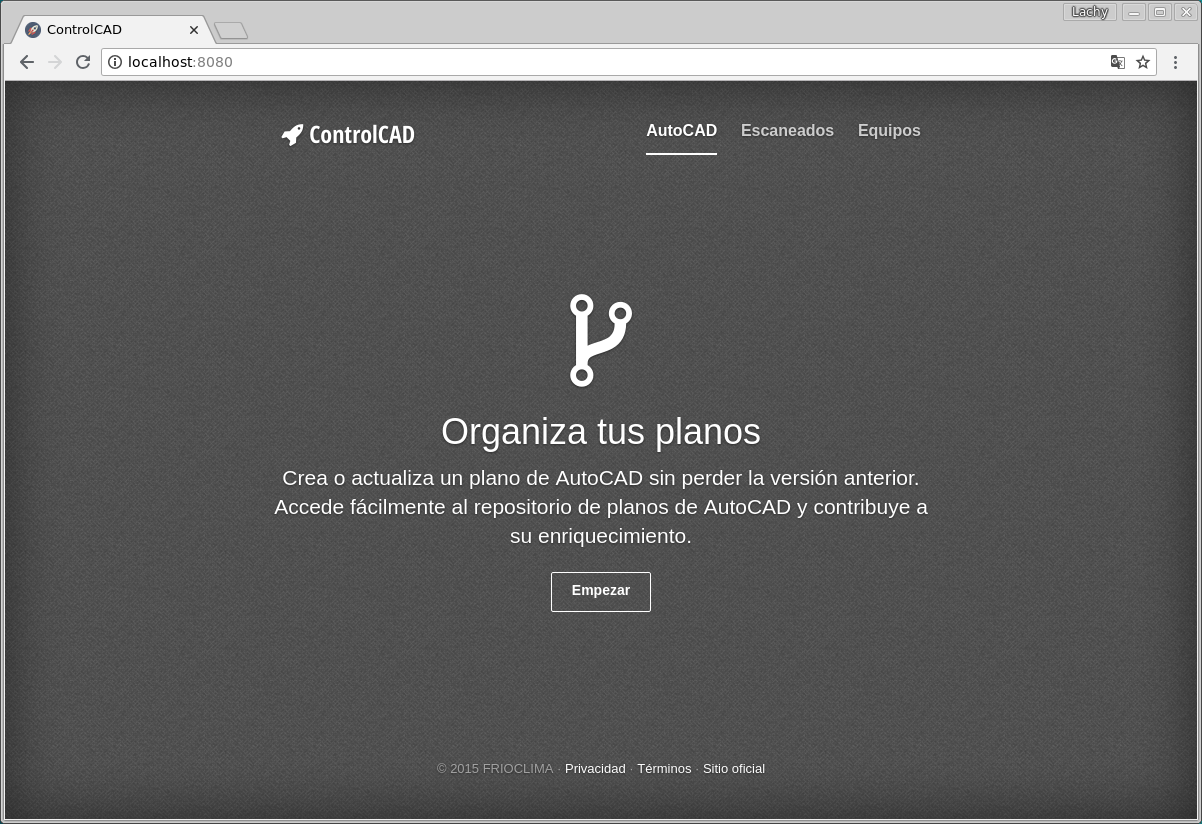 Lachy
ControlCAD
localhost:8080
ControlCAD
AutoCAD Escaneados Equipos
Organiza tus planos
Crea o actualiza un plano de AutoCAD sin perder la versión anterior.
Accede fácilmente al repositorio de planos de AutoCAD y contribuye a
su enriquecimiento.
Empezar
© 2015 FRIOCLIMA · Privacidad · Términos · Sitio oficial